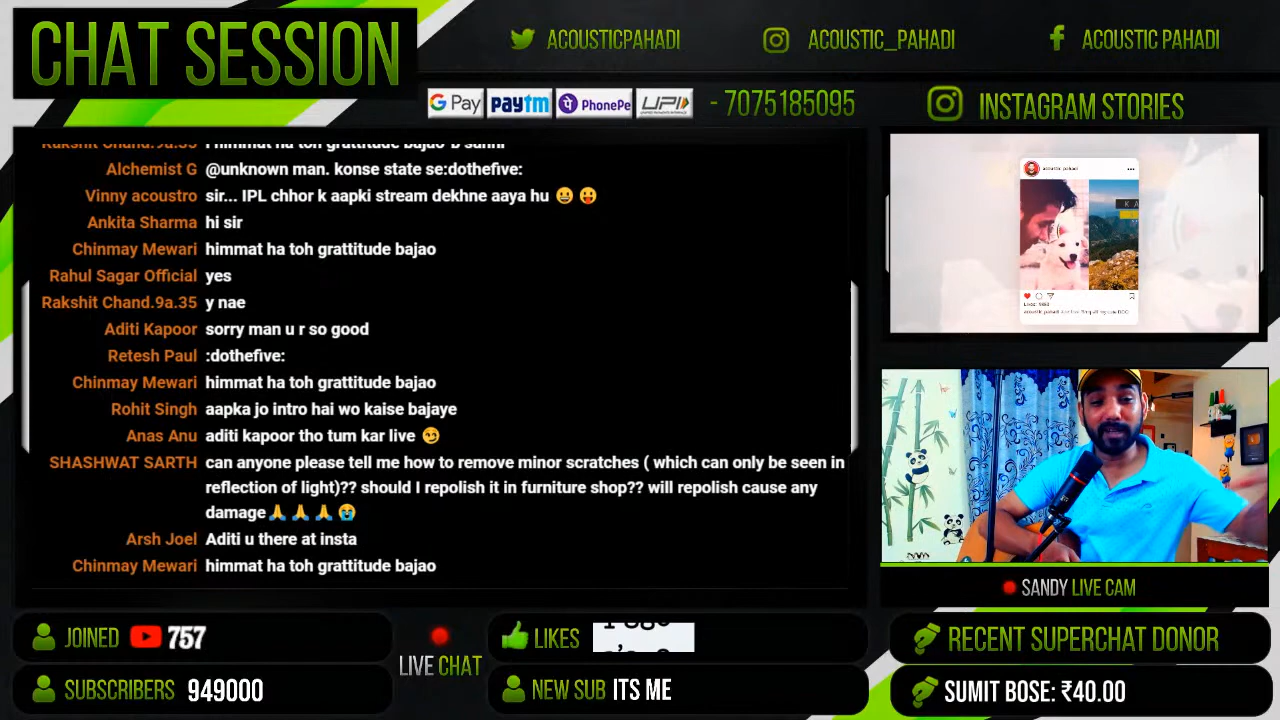 CHAT SESSION
ACOUSTICPAHADI
ACOUSTIC_PAHADI
ACOUSTIC PAHADI
G Pay paytm PhonePe UPI - 7075185095
INSTAGRAM STORIES
Alchemist G @unknown man. konse state se:dothefive:
Vinny acoustro sir... IPL chhor k aapki stream dekhne aaya hu 😀 😛
Ankita Sharma hi sir
Chinmay Mewari himmat ha toh grattitude bajao
Rahul Sagar Official yes
Rakshit Chand.9a.35 y nae
Aditi Kapoor sorry man u r so good
Retesh Paul :dothefive:
Chinmay Mewari himmat ha toh grattitude bajao
Rohit Singh aapka jo intro hai wo kaise bajaye
Anas Anu aditi kapoor tho tum kar live 😏
SHASHWAT SARTH can anyone please tell me how to remove minor scratches ( which can only be seen in
reflection of light)?? should I repolish it in furniture shop?? will repolish cause any
damage🙏 🙏 🙏 😭
Arsh Joel Aditi u there at insta
Chinmay Mewari himmat ha toh grattitude bajao
acoustic pahadi
SANDY LIVE CAM
JOINED 757
LIVE CHAT
LIKES
RECENT SUPERCHAT DONOR
SUBSCRIBERS 949000
NEW SUB ITS ME
SUMIT BOSE: ₹40.00